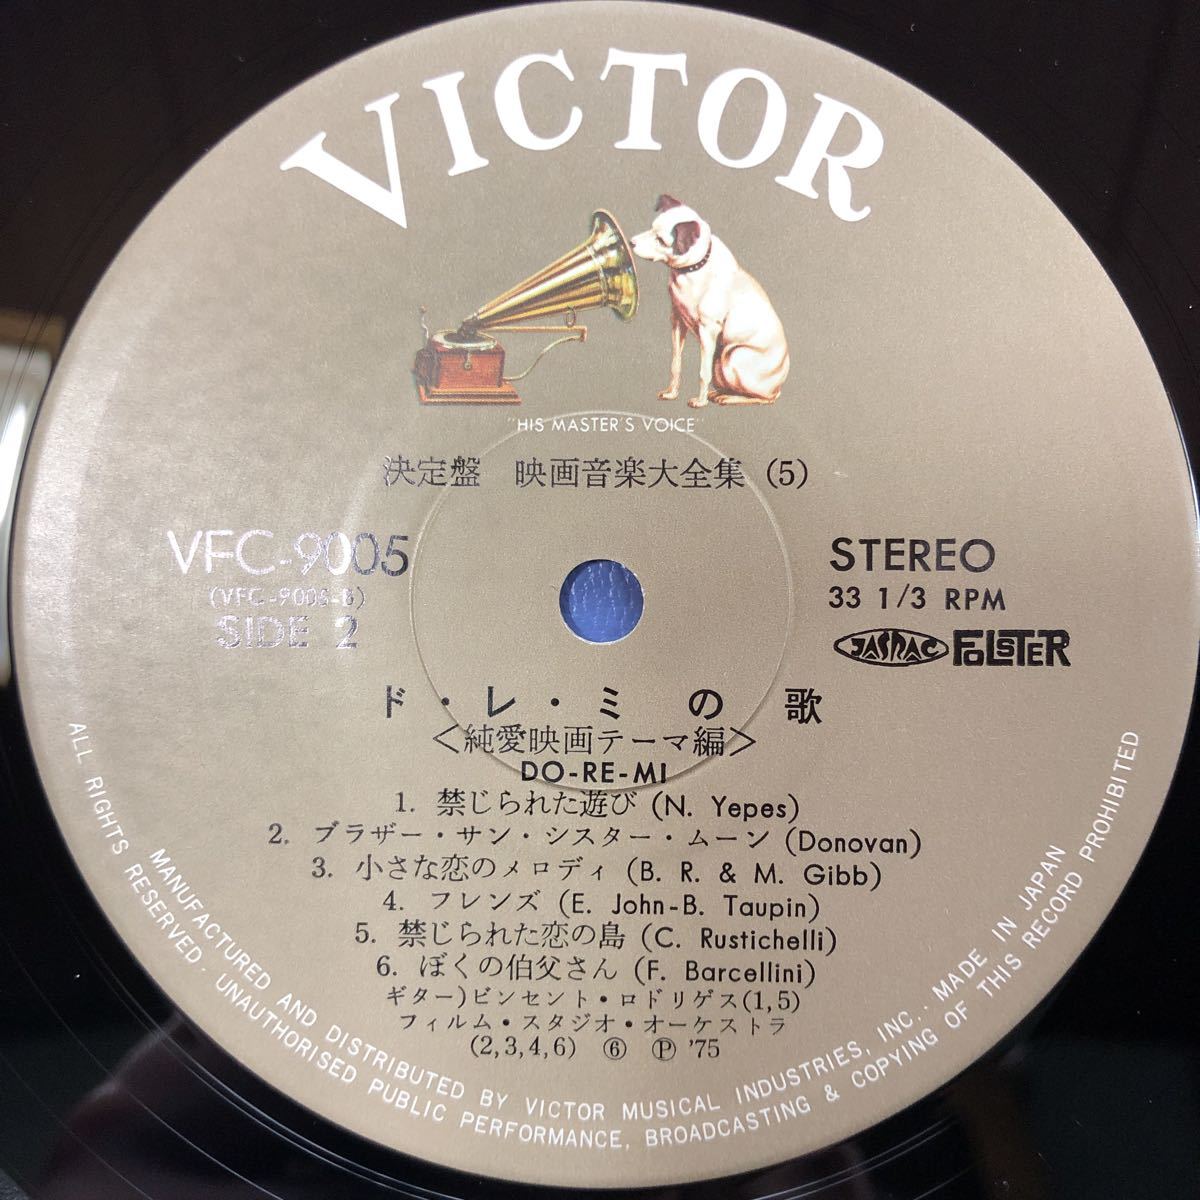 VICTOR
"HIS MASTER'S VOICE"
決定盤 映画音楽大全集 (5)
VFC-9005
(VFC-9005-B)
SIDE 2
STEREO
33 1/3 RPM
JASRAC FOLSTER
ド・レ・ミの歌
〈純愛映画テーマ編〉
DO-RE-MI
1. 禁じられた遊び (N. Yepes)
2. ブラザー・サン・シスター・ムーン (Donovan)
3. 小さな恋のメロディ (B. R. & M. Gibb)
4. フレンズ (E. John-B. Taupin)
5. 禁じられた恋の島 (C. Rustichelli)
6. ぼくの伯父さん (F. Barcellini)
ギター)ビンセント・ロドリゲス(1,5)
フィルム・スタジオ・オーケストラ
(2,3,4,6) ⑥ Ⓟ '75
MANUFACTURED AND DISTRIBUTED BY VICTOR MUSICAL INDUSTRIES, INC.. MADE IN JAPAN
ALL RIGHTS RESERVED. UNAUTHORISED PUBLIC PERFORMANCE, BROADCASTING & COPYING OF THIS RECORD PROHIBITED